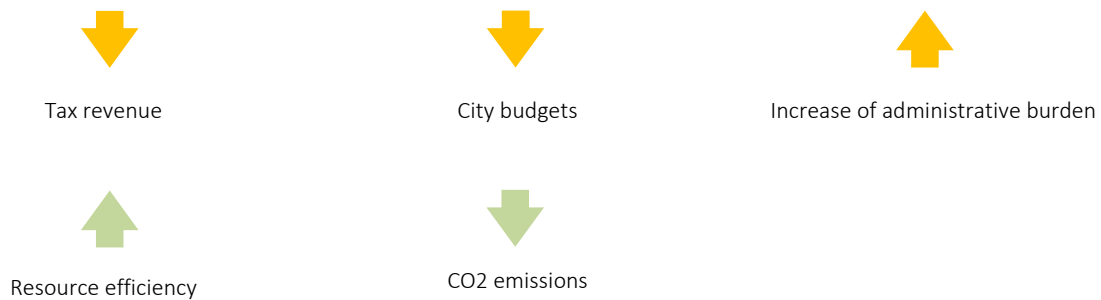 Tax revenue
City budgets
Increase of administrative burden
Resource efficiency
CO2 emissions